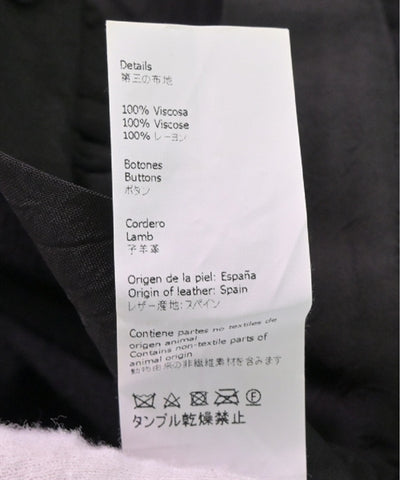 Details
第三の布地
100% Viscosa
100% Viscose
100% レーヨン
Botones
Buttons
ボタン
Cordero
Lamb
子羊革
Origen de la piel: España
Origin of leather: Spain
レザー産地:スペイン
Contiene partes no textiles de
origen animal
Contains non-textile parts of
animal origin
動物由来の非繊維素材を含みます
タンブル乾燥禁止